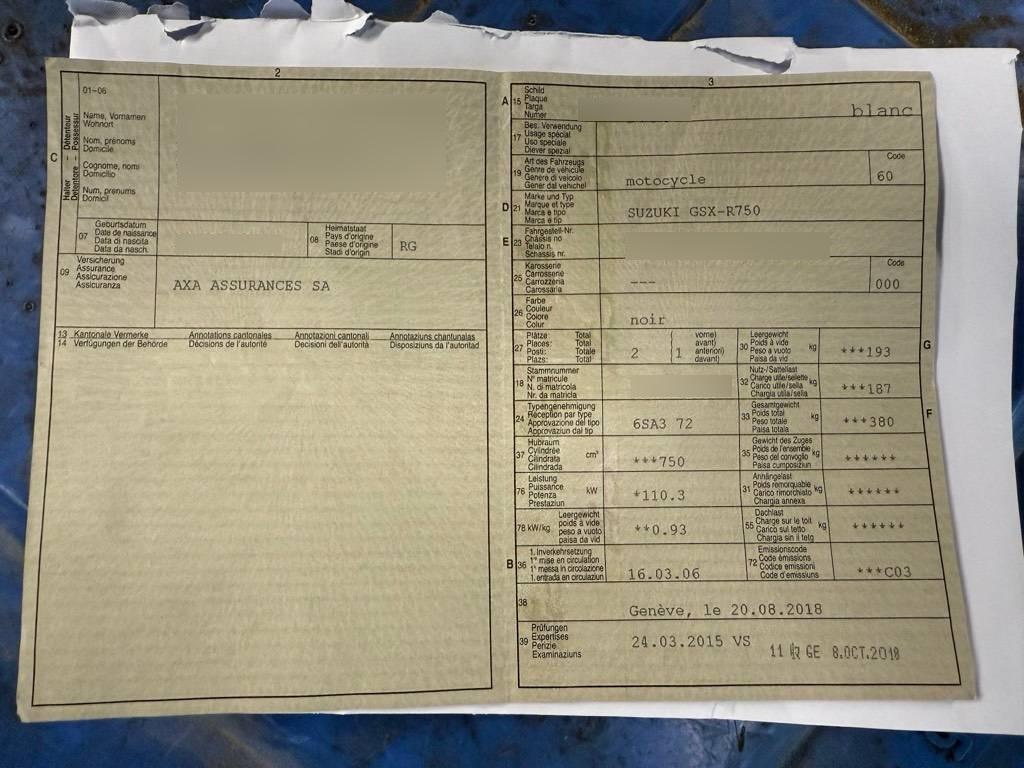 2
01-06
C
Halter - Détenteur
Detentore - Possessur
Name, Vornamen
Wohnort
Nom, prénoms
Domicile
Cognome, nomi
Domicilio
Num, prenums
Domicil
07
Geburtsdatum
Date de naissance
Data di nascita
Data da nasch.
08
Heimatstaat
Pays d'origine
Paese d'origine
Stadi d'origin
RG
09
Versicherung
Assurance
Assicurazione
Assicuranza
AXA ASSURANCES SA
13 Kantonale Vermerke Annotations cantonales Annotazioni cantonali Annotaziuns chantunalas
14 Verfügungen der Behörde Décisions de l'autorité Decisioni dell'autorità Disposiziuns da l'autoritad
3
A 15
Schild
Plaque
Targa
Numer
blanc
17
Bes. Verwendung
Usage spécial
Uso speciale
Diever spezial
19
Art des Fahrzeugs
Genre de véhicule
Genere di veicolo
Gener dal vehichel
motocycle
Code
60
D 21
Marke und Typ
Marque et type
Marca e tipo
Marca e tip
SUZUKI GSX-R750
E 23
Fahrgestell-Nr.
Châssis no
Telaio n.
Schassis nr.
25
Karosserie
Carrosserie
Carrozzeria
Carossaria
---
Code
000
26
Farbe
Couleur
Colore
Colur
noir
27
Plätze Total
Places: Total
Posti: Totale
Plazs: Total
2
( vorne)
( avant)
anteriori)
davant)
1
30
Leergewicht
Poids à vide
Peso a vuoto
Paisa da vid
kg
***193
G
18
Stammnummer
N° matricule
N. di matricola
Nr. da matricla
32
Nutz-/Sattellast
Charge utile/sellette
Carico utile/sella
Chargia utila/sella
kg
***187
24
Typengenehmigung
Réception par type
Approvazione del tipo
Approvaziun dal tip
6SA3 72
33
Gesamtgewicht
Poids total
Peso totale
Paisa totala
kg
***380
F
37
Hubraum
Cylindrée
Cilindrata
Cilindrada
cm³
***750
35
Gewicht des Zuges
Poids de l'ensemble
Peso del convoglio
Paisa cumposiziun
kg
******
76
Leistung
Puissance
Potenza
Prestaziun
kW
*110.3
31
Anhängelast
Poids remorquable
Carico rimorchiato
Chargia annexa
kg
******
78 kW/kg
Leergewicht
poids à vide
peso a vuoto
paisa da vid
**0.93
55
Dachlast
Charge sur le toit
Carico sul tetto
Chargia sin il tetg
kg
******
B 36
1. Inverkehrsetzung
1re mise en circulation
1a messa in circolazione
1. entrada en circulaziun
16.03.06
72
Emissionscode
Code émissions
Codice emissioni
Code d'emissiuns
***C03
38
Genève, le 20.08.2018
39
Prüfungen
Expertises
Perizie
Examinaziuns
24.03.2015 VS
11 GE 8.OCT.2018